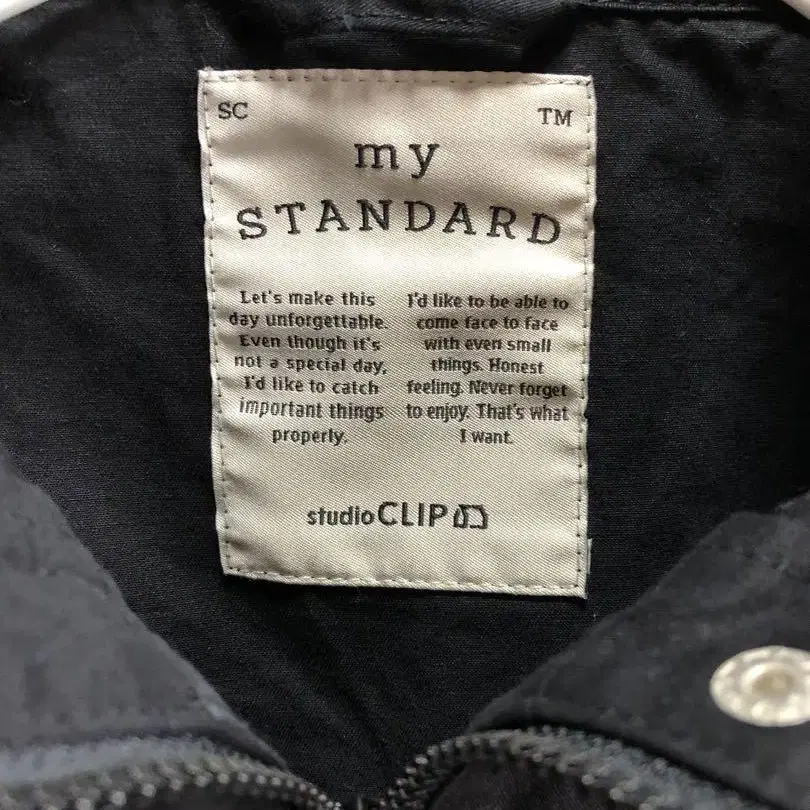 SC
TM
my
STANDARD
Let's make this
day unforgettable.
Even though it's
not a special day,
I'd like to catch
important things
properly.
I'd like to be able to
come face to face
with even small
things. Honest
feeling. Never forget
to enjoy. That's what
I want.
studio CLIP